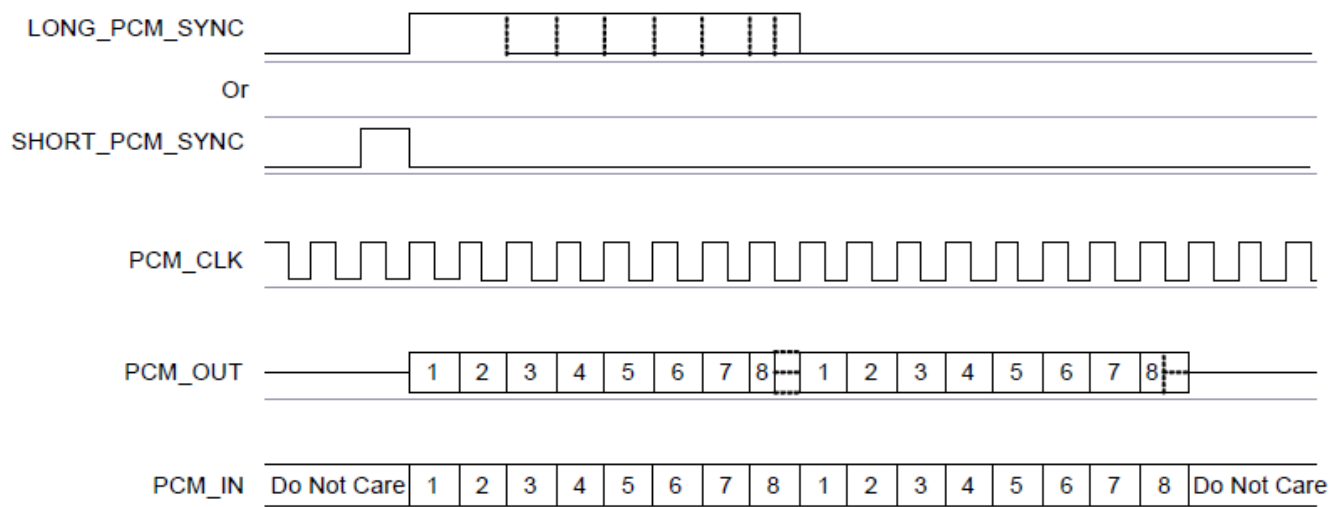 LONG_PCM_SYNC
Or
SHORT_PCM_SYNC
PCM_CLK
PCM_OUT 1 2 3 4 5 6 7 8 1 2 3 4 5 6 7 8
PCM_IN Do Not Care 1 2 3 4 5 6 7 8 1 2 3 4 5 6 7 8 Do Not Care